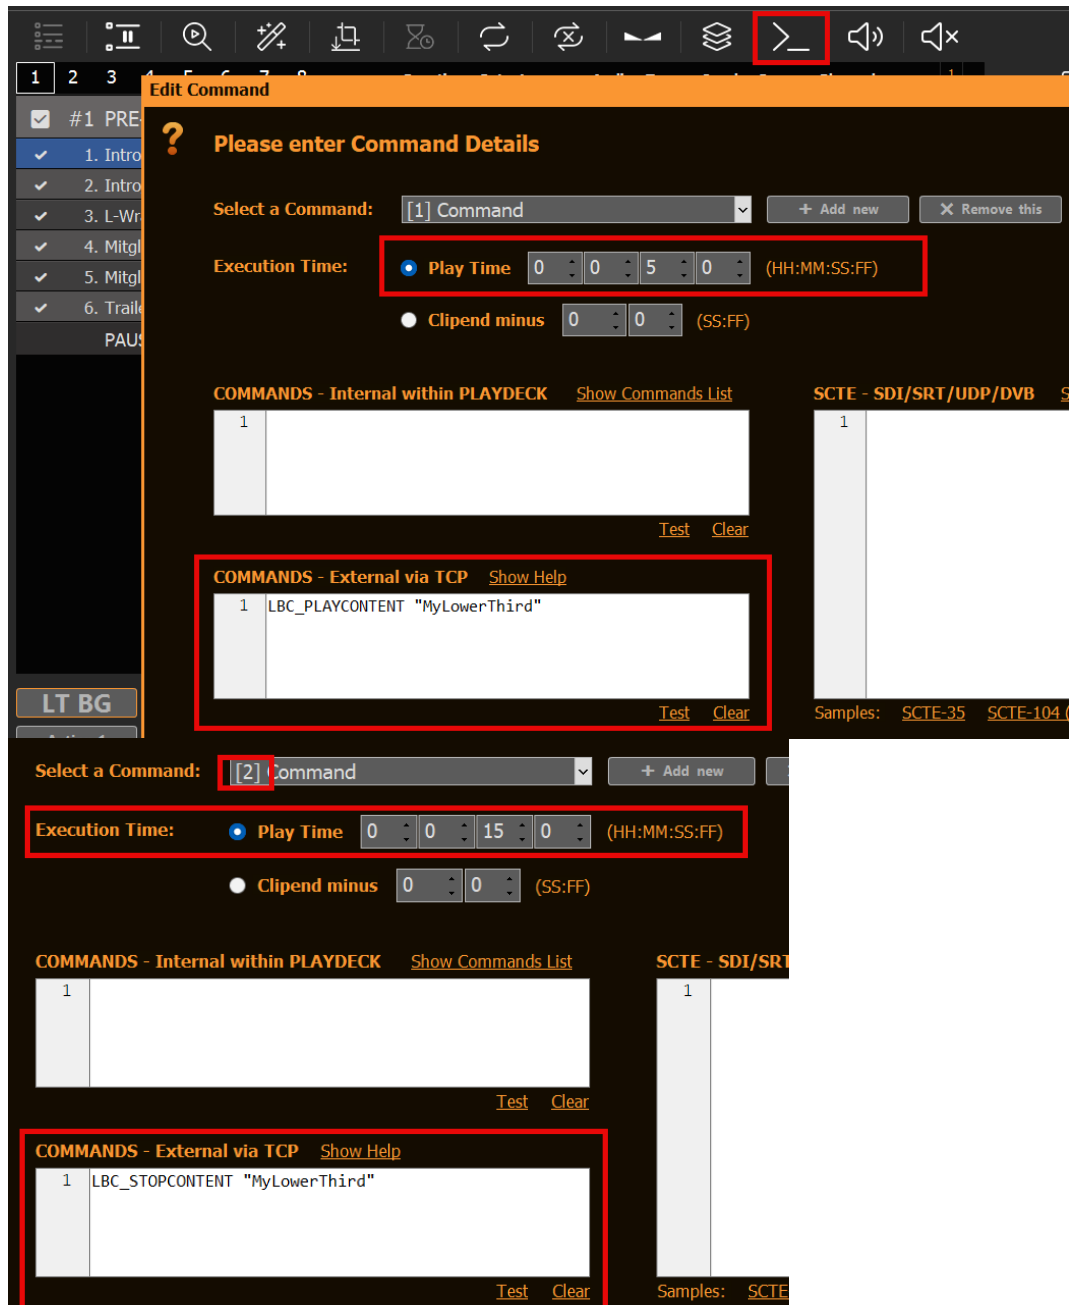 1 2 3
Edit Command
#1 PRE-
1. Intro
2. Intro
3. L-Wr
4. Mitgl
5. Mitgl
6. Traile
PAUS
?
Please enter Command Details
Select a Command: [1] Command + Add new X Remove this
Execution Time: Play Time 0 0 5 0 (HH:MM:SS:FF)
Clipend minus 0 0 (SS:FF)
COMMANDS - Internal within PLAYDECK Show Commands List SCTE - SDI/SRT/UDP/DVB S
1 1
Test Clear
COMMANDS - External via TCP Show Help
1 LBC_PLAYCONTENT "MyLowerThird"
Test Clear Samples: SCTE-35 SCTE-104 (
LT BG
Select a Command: [2] Command + Add new
Execution Time: Play Time 0 0 15 0 (HH:MM:SS:FF)
Clipend minus 0 0 (SS:FF)
COMMANDS - Internal within PLAYDECK Show Commands List SCTE - SDI/SRT
1 1
Test Clear
COMMANDS - External via TCP Show Help
1 LBC_STOPCONTENT "MyLowerThird"
Test Clear Samples: SCTE